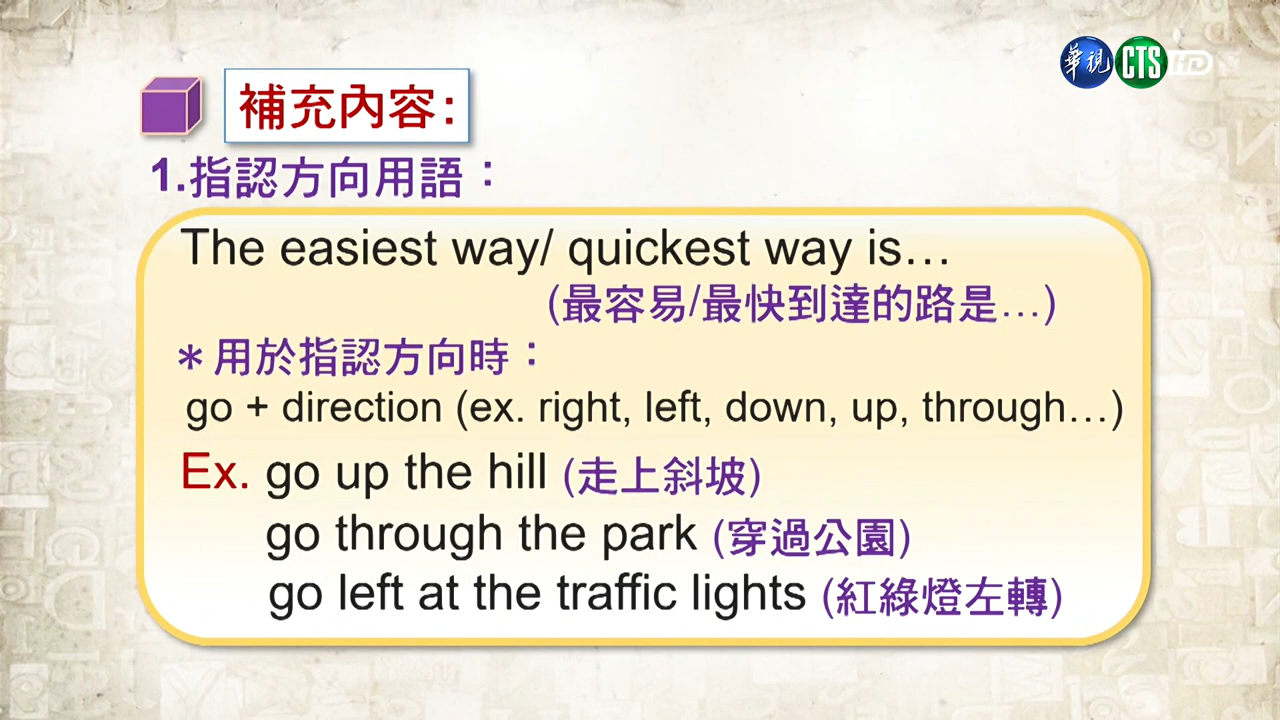 華視 CTS HD
補充內容:
1.指認方向用語：
The easiest way/ quickest way is…
(最容易/最快到達的路是…)
＊用於指認方向時：
go + direction (ex. right, left, down, up, through…)
Ex. go up the hill (走上斜坡)
go through the park (穿過公園)
go left at the traffic lights (紅綠燈左轉)